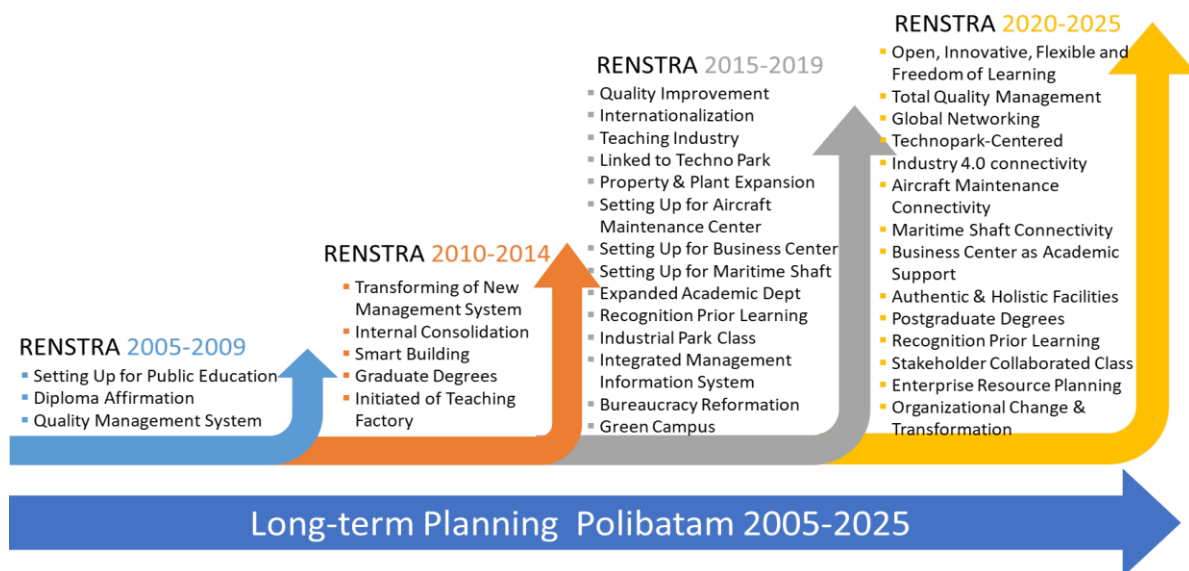 RENSTRA 2005-2009
▪ Setting Up for Public Education
▪ Diploma Affirmation
▪ Quality Management System
RENSTRA 2010-2014
▪ Transforming of New
Management System
▪ Internal Consolidation
▪ Smart Building
▪ Graduate Degrees
▪ Initiated of Teaching
Factory
RENSTRA 2015-2019
▪ Quality Improvement
▪ Internationalization
▪ Teaching Industry
▪ Linked to Techno Park
▪ Property & Plant Expansion
▪ Setting Up for Aircraft
Maintenance Center
▪ Setting Up for Business Center
▪ Setting Up for Maritime Shaft
▪ Expanded Academic Dept
▪ Recognition Prior Learning
▪ Industrial Park Class
▪ Integrated Management
Information System
▪ Bureaucracy Reformation
▪ Green Campus
RENSTRA 2020-2025
▪ Open, Innovative, Flexible and
Freedom of Learning
▪ Total Quality Management
▪ Global Networking
▪ Technopark-Centered
▪ Industry 4.0 connectivity
▪ Aircraft Maintenance
Connectivity
▪ Maritime Shaft Connectivity
▪ Business Center as Academic
Support
▪ Authentic & Holistic Facilities
▪ Postgraduate Degrees
▪ Recognition Prior Learning
▪ Stakeholder Collaborated Class
▪ Enterprise Resource Planning
▪ Organizational Change &
Transformation
Long-term Planning Polibatam 2005-2025